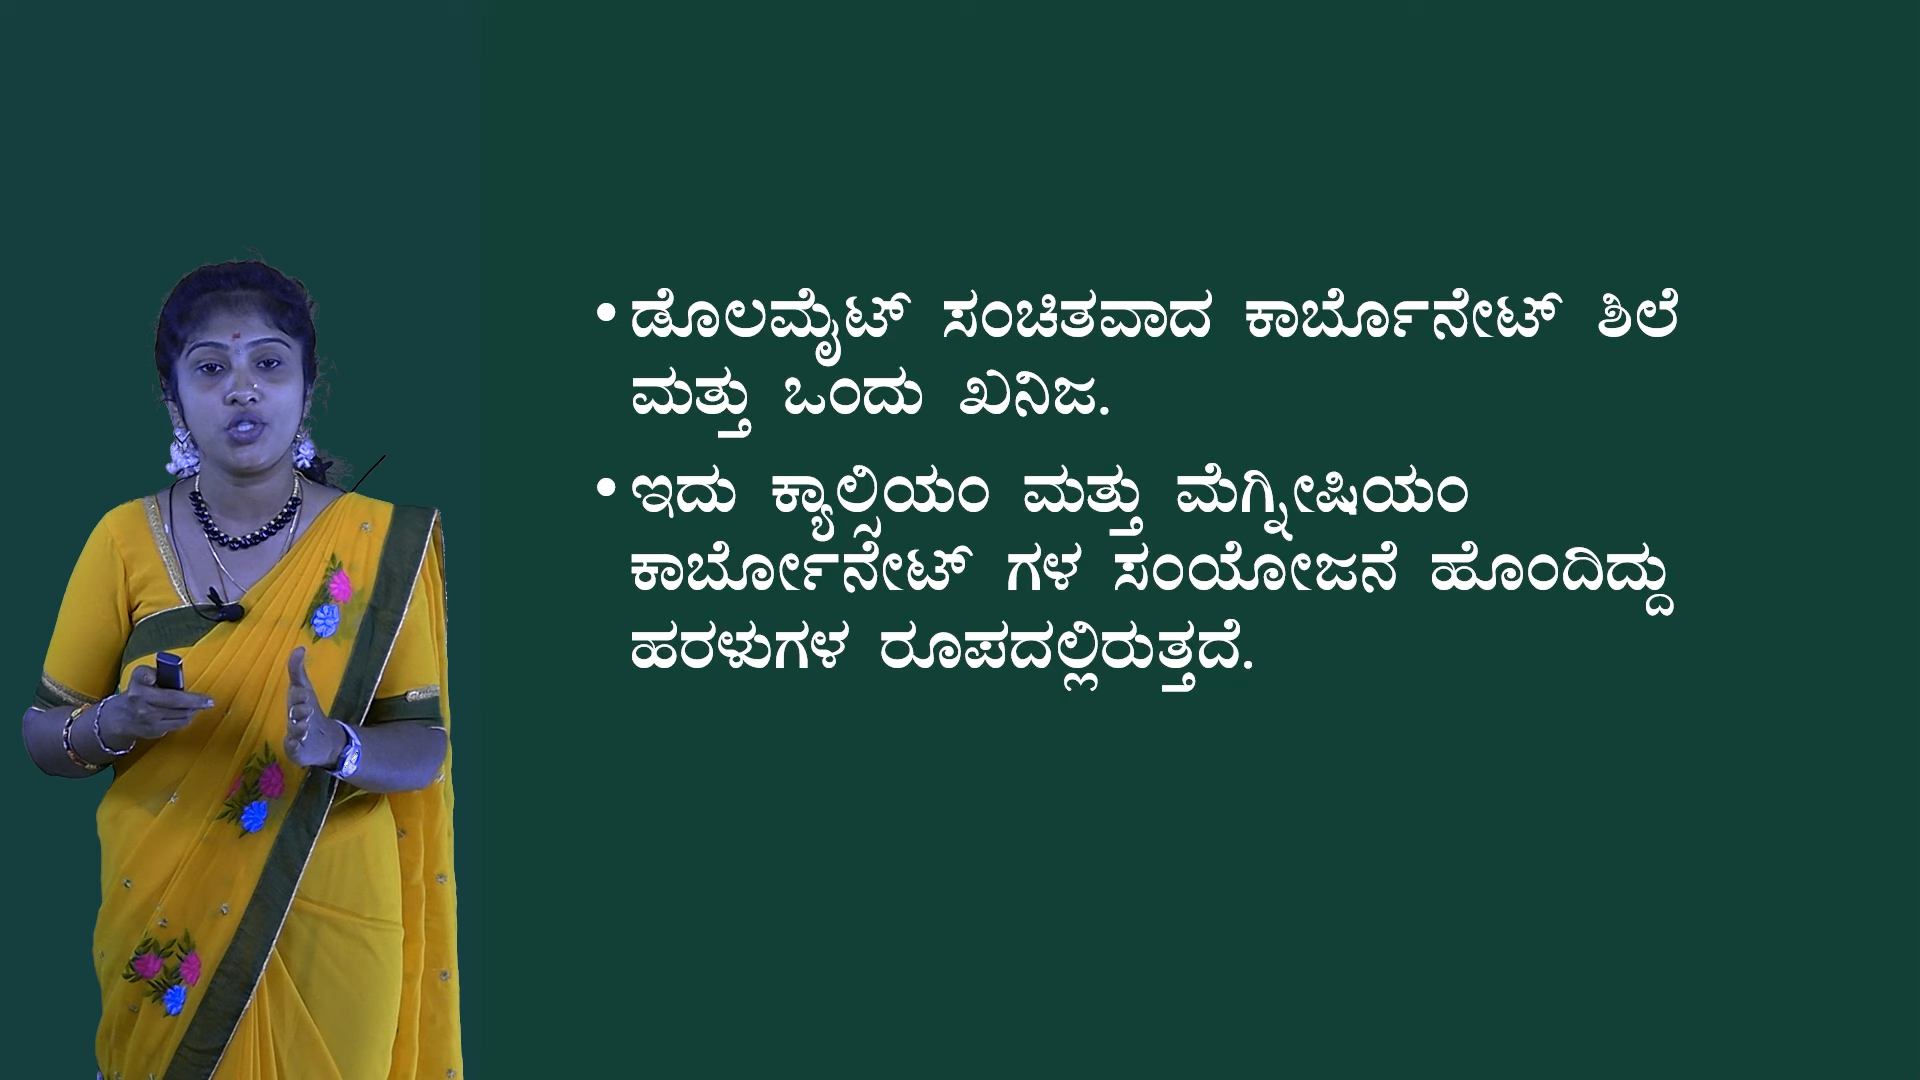 • ಡೊಲಮೈಟ್ ಸಂಚಿತವಾದ ಕಾರ್ಬೊನೇಟ್ ಶಿಲೆ
ಮತ್ತು ಒಂದು ಖನಿಜ.
• ಇದು ಕ್ಯಾಲ್ಸಿಯಂ ಮತ್ತು ಮೆಗ್ನೀಷಿಯಂ
ಕಾರ್ಬೋನೇಟ್ ಗಳ ಸಂಯೋಜನೆ ಹೊಂದಿದ್ದು
ಹರಳುಗಳ ರೂಪದಲ್ಲಿರುತ್ತದೆ.